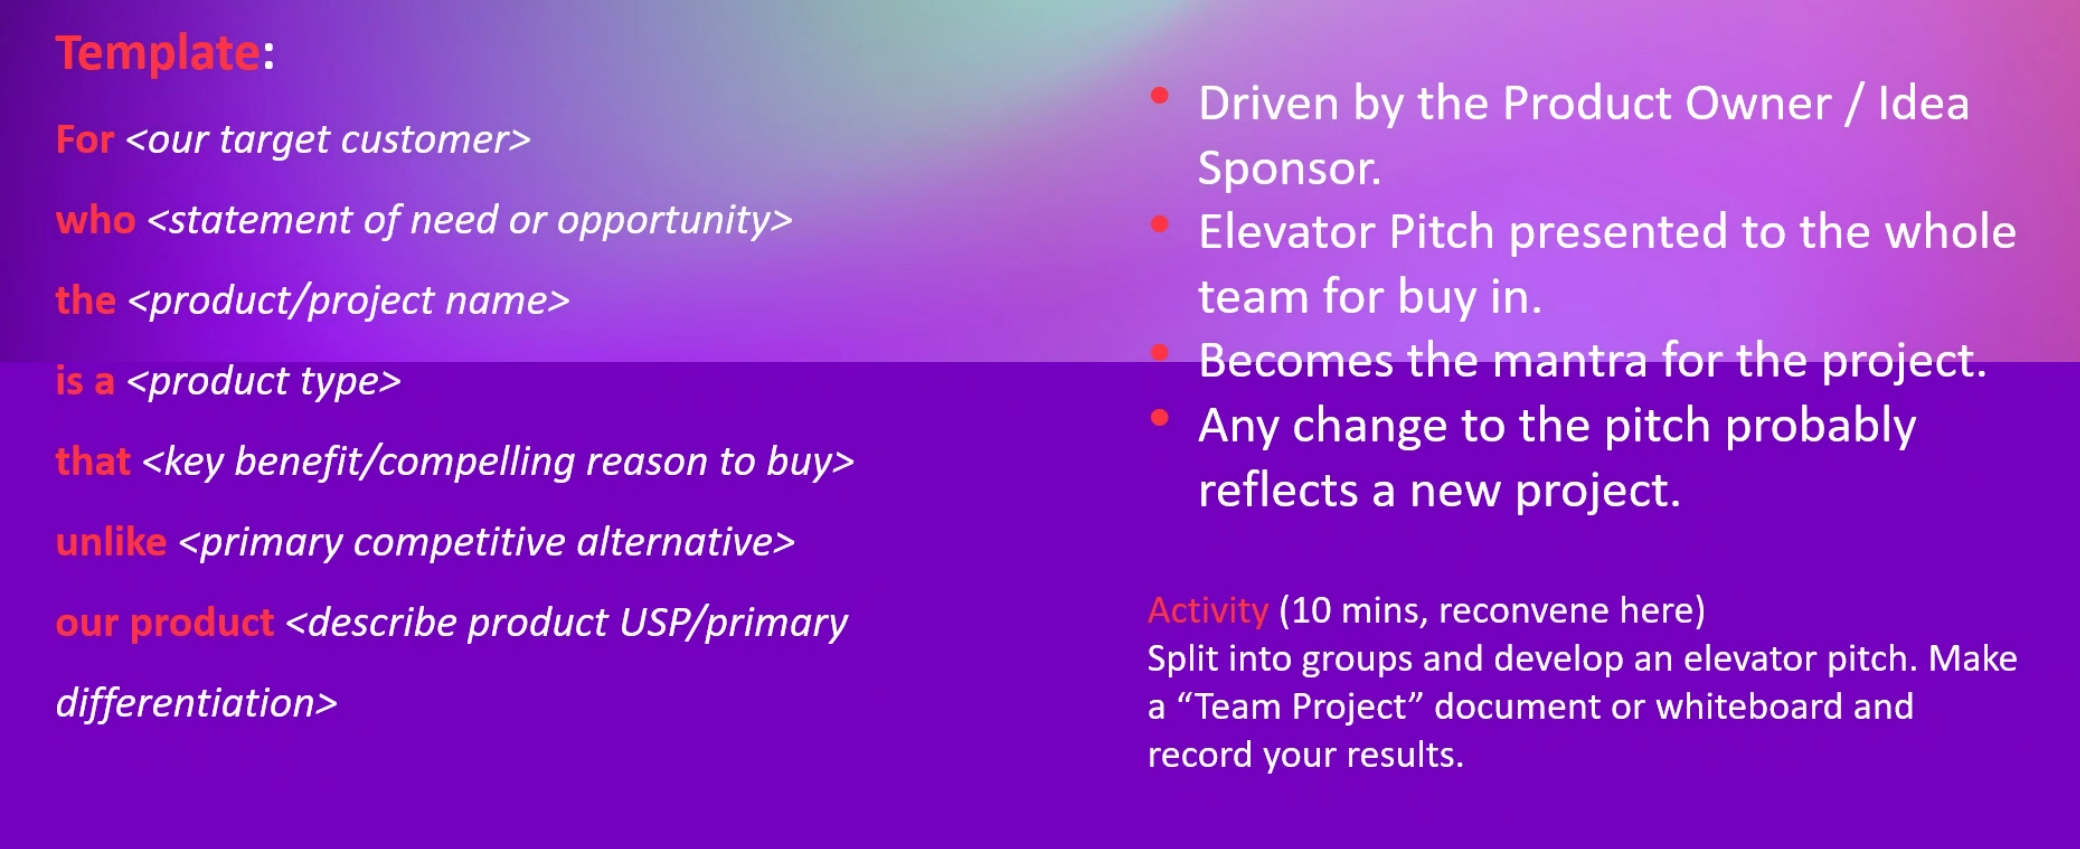 Template:
For <our target customer>
who <statement of need or opportunity>
the <product/project name>
is a <product type>
that <key benefit/compelling reason to buy>
unlike <primary competitive alternative>
our product <describe product USP/primary
differentiation>
• Driven by the Product Owner / Idea
Sponsor.
• Elevator Pitch presented to the whole
team for buy in.
• Becomes the mantra for the project.
• Any change to the pitch probably
reflects a new project.
Activity (10 mins, reconvene here)
Split into groups and develop an elevator pitch. Make
a “Team Project” document or whiteboard and
record your results.